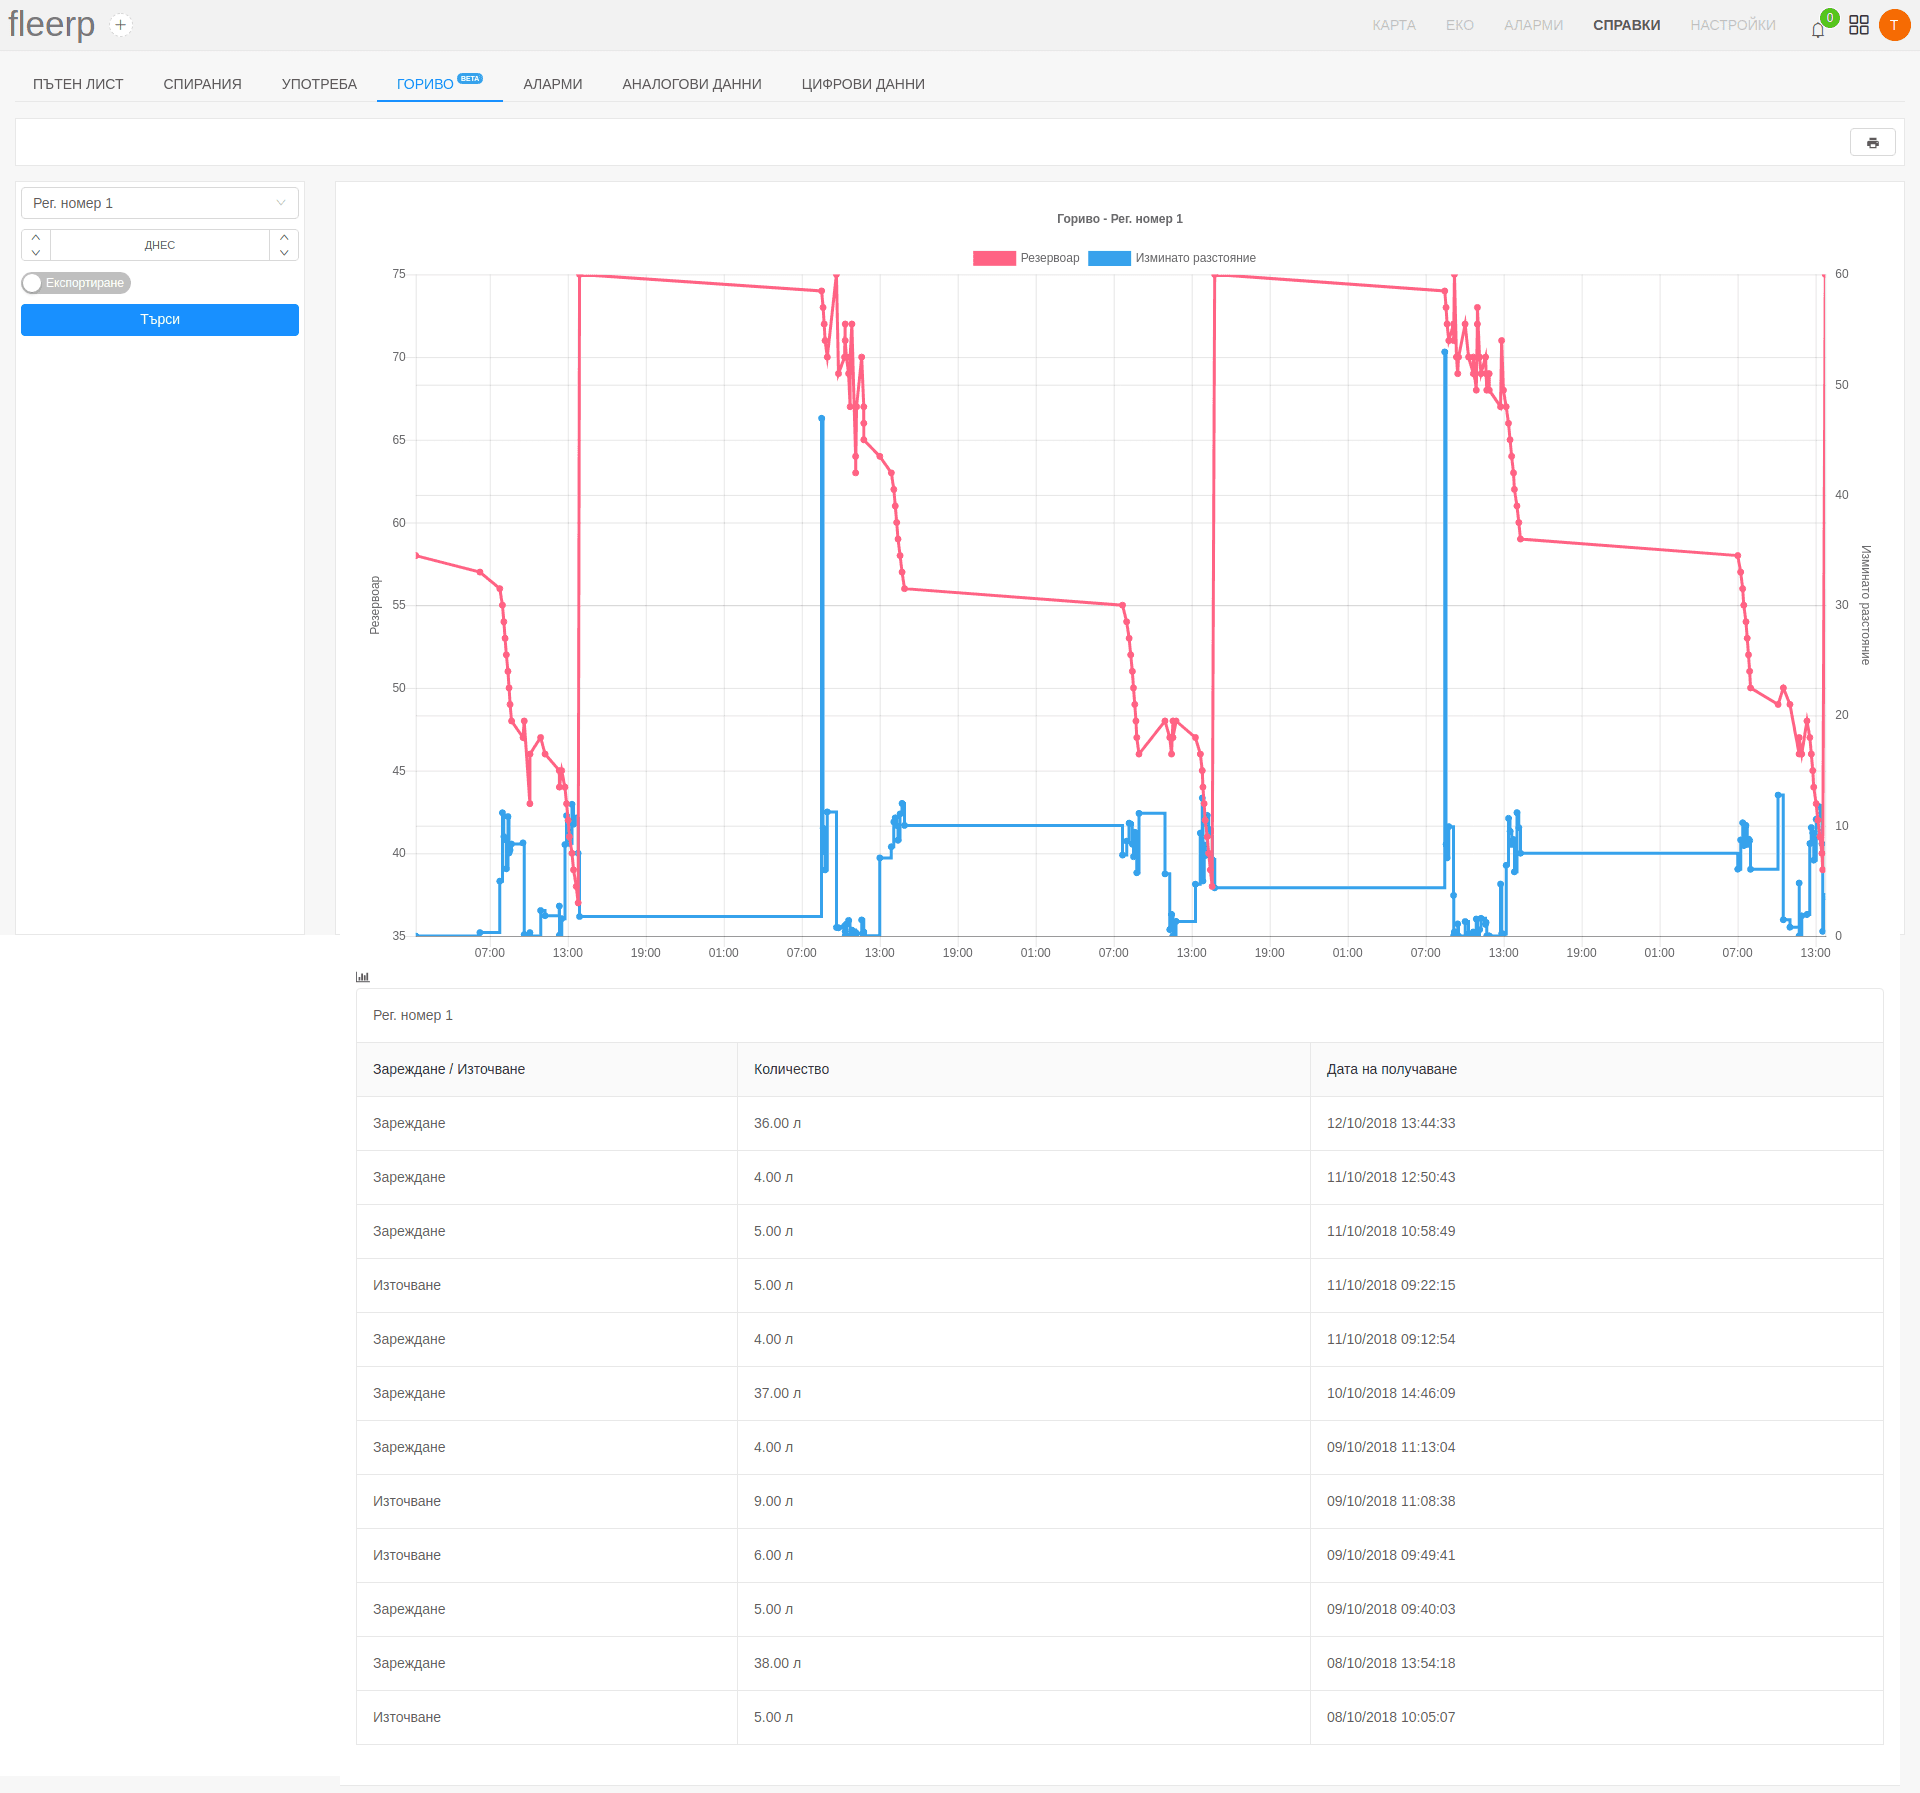 fleerp
КАРТА ЕКО АЛАРМИ СПРАВКИ НАСТРОЙКИ 0 T
ПЪТЕН ЛИСТ СПИРАНИЯ УПОТРЕБА ГОРИВО BETA АЛАРМИ АНАЛОГОВИ ДАННИ ЦИФРОВИ ДАННИ
Рег. номер 1
ДНЕС
Експортиране
Търси
Гориво - Рег. номер 1
Резервоар Изминато разстояние
75
70
65
60
55
50
45
40
35
Резервоар
60
50
40
30
20
10
0
Изминато разстояние
07:00 13:00 19:00 01:00 07:00 13:00 19:00 01:00 07:00 13:00 19:00 01:00 07:00 13:00 19:00 01:00 07:00 13:00
Рег. номер 1
Зареждане / Източване Количество Дата на получаване
Зареждане 36.00 л 12/10/2018 13:44:33
Зареждане 4.00 л 11/10/2018 12:50:43
Зареждане 5.00 л 11/10/2018 10:58:49
Източване 5.00 л 11/10/2018 09:22:15
Зареждане 4.00 л 11/10/2018 09:12:54
Зареждане 37.00 л 10/10/2018 14:46:09
Зареждане 4.00 л 09/10/2018 11:13:04
Източване 9.00 л 09/10/2018 11:08:38
Източване 6.00 л 09/10/2018 09:49:41
Зареждане 5.00 л 09/10/2018 09:40:03
Зареждане 38.00 л 08/10/2018 13:54:18
Източване 5.00 л 08/10/2018 10:05:07